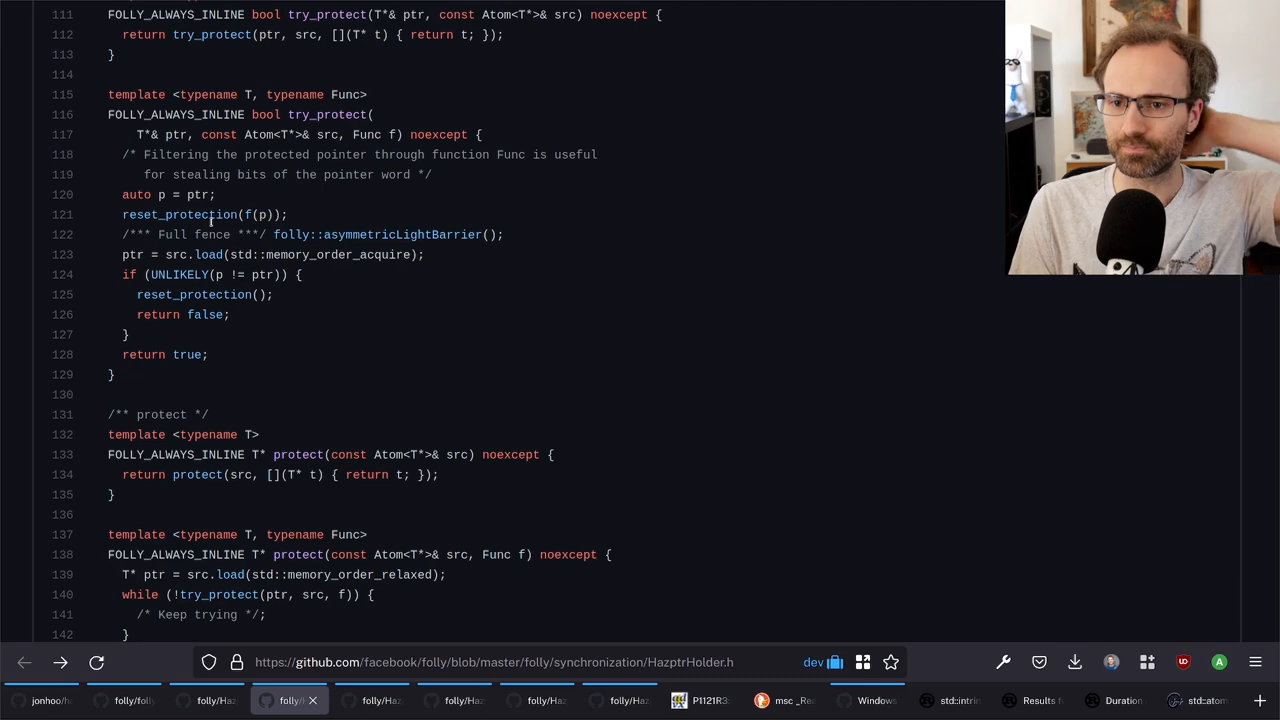 111 FOLLY_ALWAYS_INLINE bool try_protect(T*& ptr, const Atom<T*>& src) noexcept {
112 return try_protect(ptr, src, [](T* t) { return t; });
113 }
114
115 template <typename T, typename Func>
116 FOLLY_ALWAYS_INLINE bool try_protect(
117 T*& ptr, const Atom<T*>& src, Func f) noexcept {
118 /* Filtering the protected pointer through function Func is useful
119 for stealing bits of the pointer word */
120 auto p = ptr;
121 reset_protection(f(p));
122 /*** Full fence ***/ folly::asymmetricLightBarrier();
123 ptr = src.load(std::memory_order_acquire);
124 if (UNLIKELY(p != ptr)) {
125 reset_protection();
126 return false;
127 }
128 return true;
129 }
130
131 /** protect */
132 template <typename T>
133 FOLLY_ALWAYS_INLINE T* protect(const Atom<T*>& src) noexcept {
134 return protect(src, [](T* t) { return t; });
135 }
136
137 template <typename T, typename Func>
138 FOLLY_ALWAYS_INLINE T* protect(const Atom<T*>& src, Func f) noexcept {
139 T* ptr = src.load(std::memory_order_relaxed);
140 while (!try_protect(ptr, src, f)) {
141 /* Keep trying */;
142 }
https://github.com/facebook/folly/blob/master/folly/synchronization/HazptrHolder.h dev
jonhoo/h folly/foll folly/Haz folly/ folly/Haz folly/Haz folly/Haz folly/Haz P1121R3: msc _Rea Windows std::intri Results f Duration std::atom